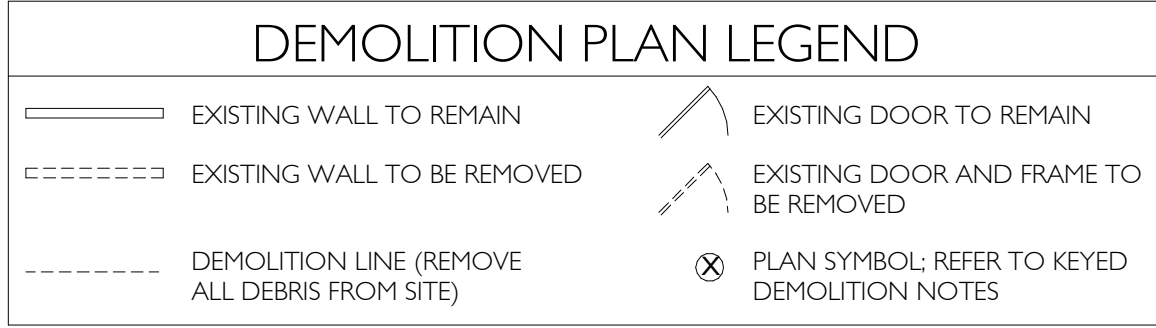 DEMOLITION PLAN LEGEND
EXISTING WALL TO REMAIN
EXISTING WALL TO BE REMOVED
DEMOLITION LINE (REMOVE
ALL DEBRIS FROM SITE)
EXISTING DOOR TO REMAIN
EXISTING DOOR AND FRAME TO
BE REMOVED
X
PLAN SYMBOL; REFER TO KEYED
DEMOLITION NOTES